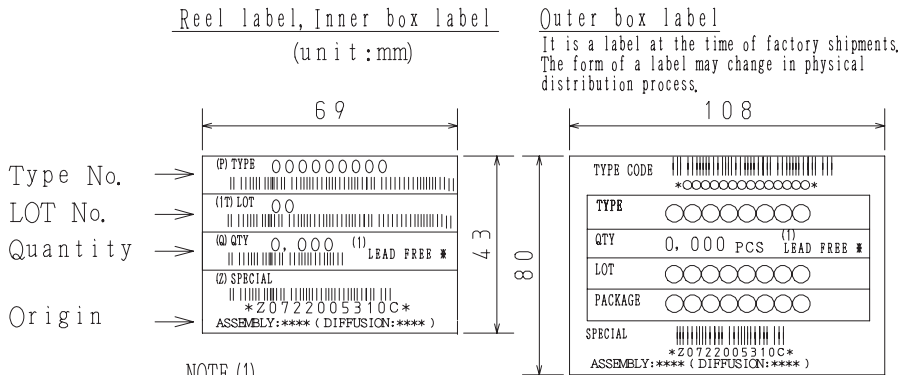 Reel label, Inner box label
(unit:mm)
Outer box label
It is a label at the time of factory shipments.
The form of a label may change in physical
distribution process.
69
108
Type No.
LOT No.
Quantity
Origin
(P) TYPE 000000000
(1T) LOT 00
(Q) QTY 0,000 (1) LEAD FREE *
(Z) SPECIAL
*Z0722005310C*
ASSEMBLY:**** (DIFFUSION:****)
43
80
TYPE CODE
*○○○○○○○○○○○○○*
TYPE ○○○○○○○○
QTY 0,000 PCS (1) LEAD FREE *
LOT ○○○○○○○○
PACKAGE ○○○○○○○○
SPECIAL
*Z0722005310C*
ASSEMBLY:**** (DIFFUSION:****)
NOTE (1)